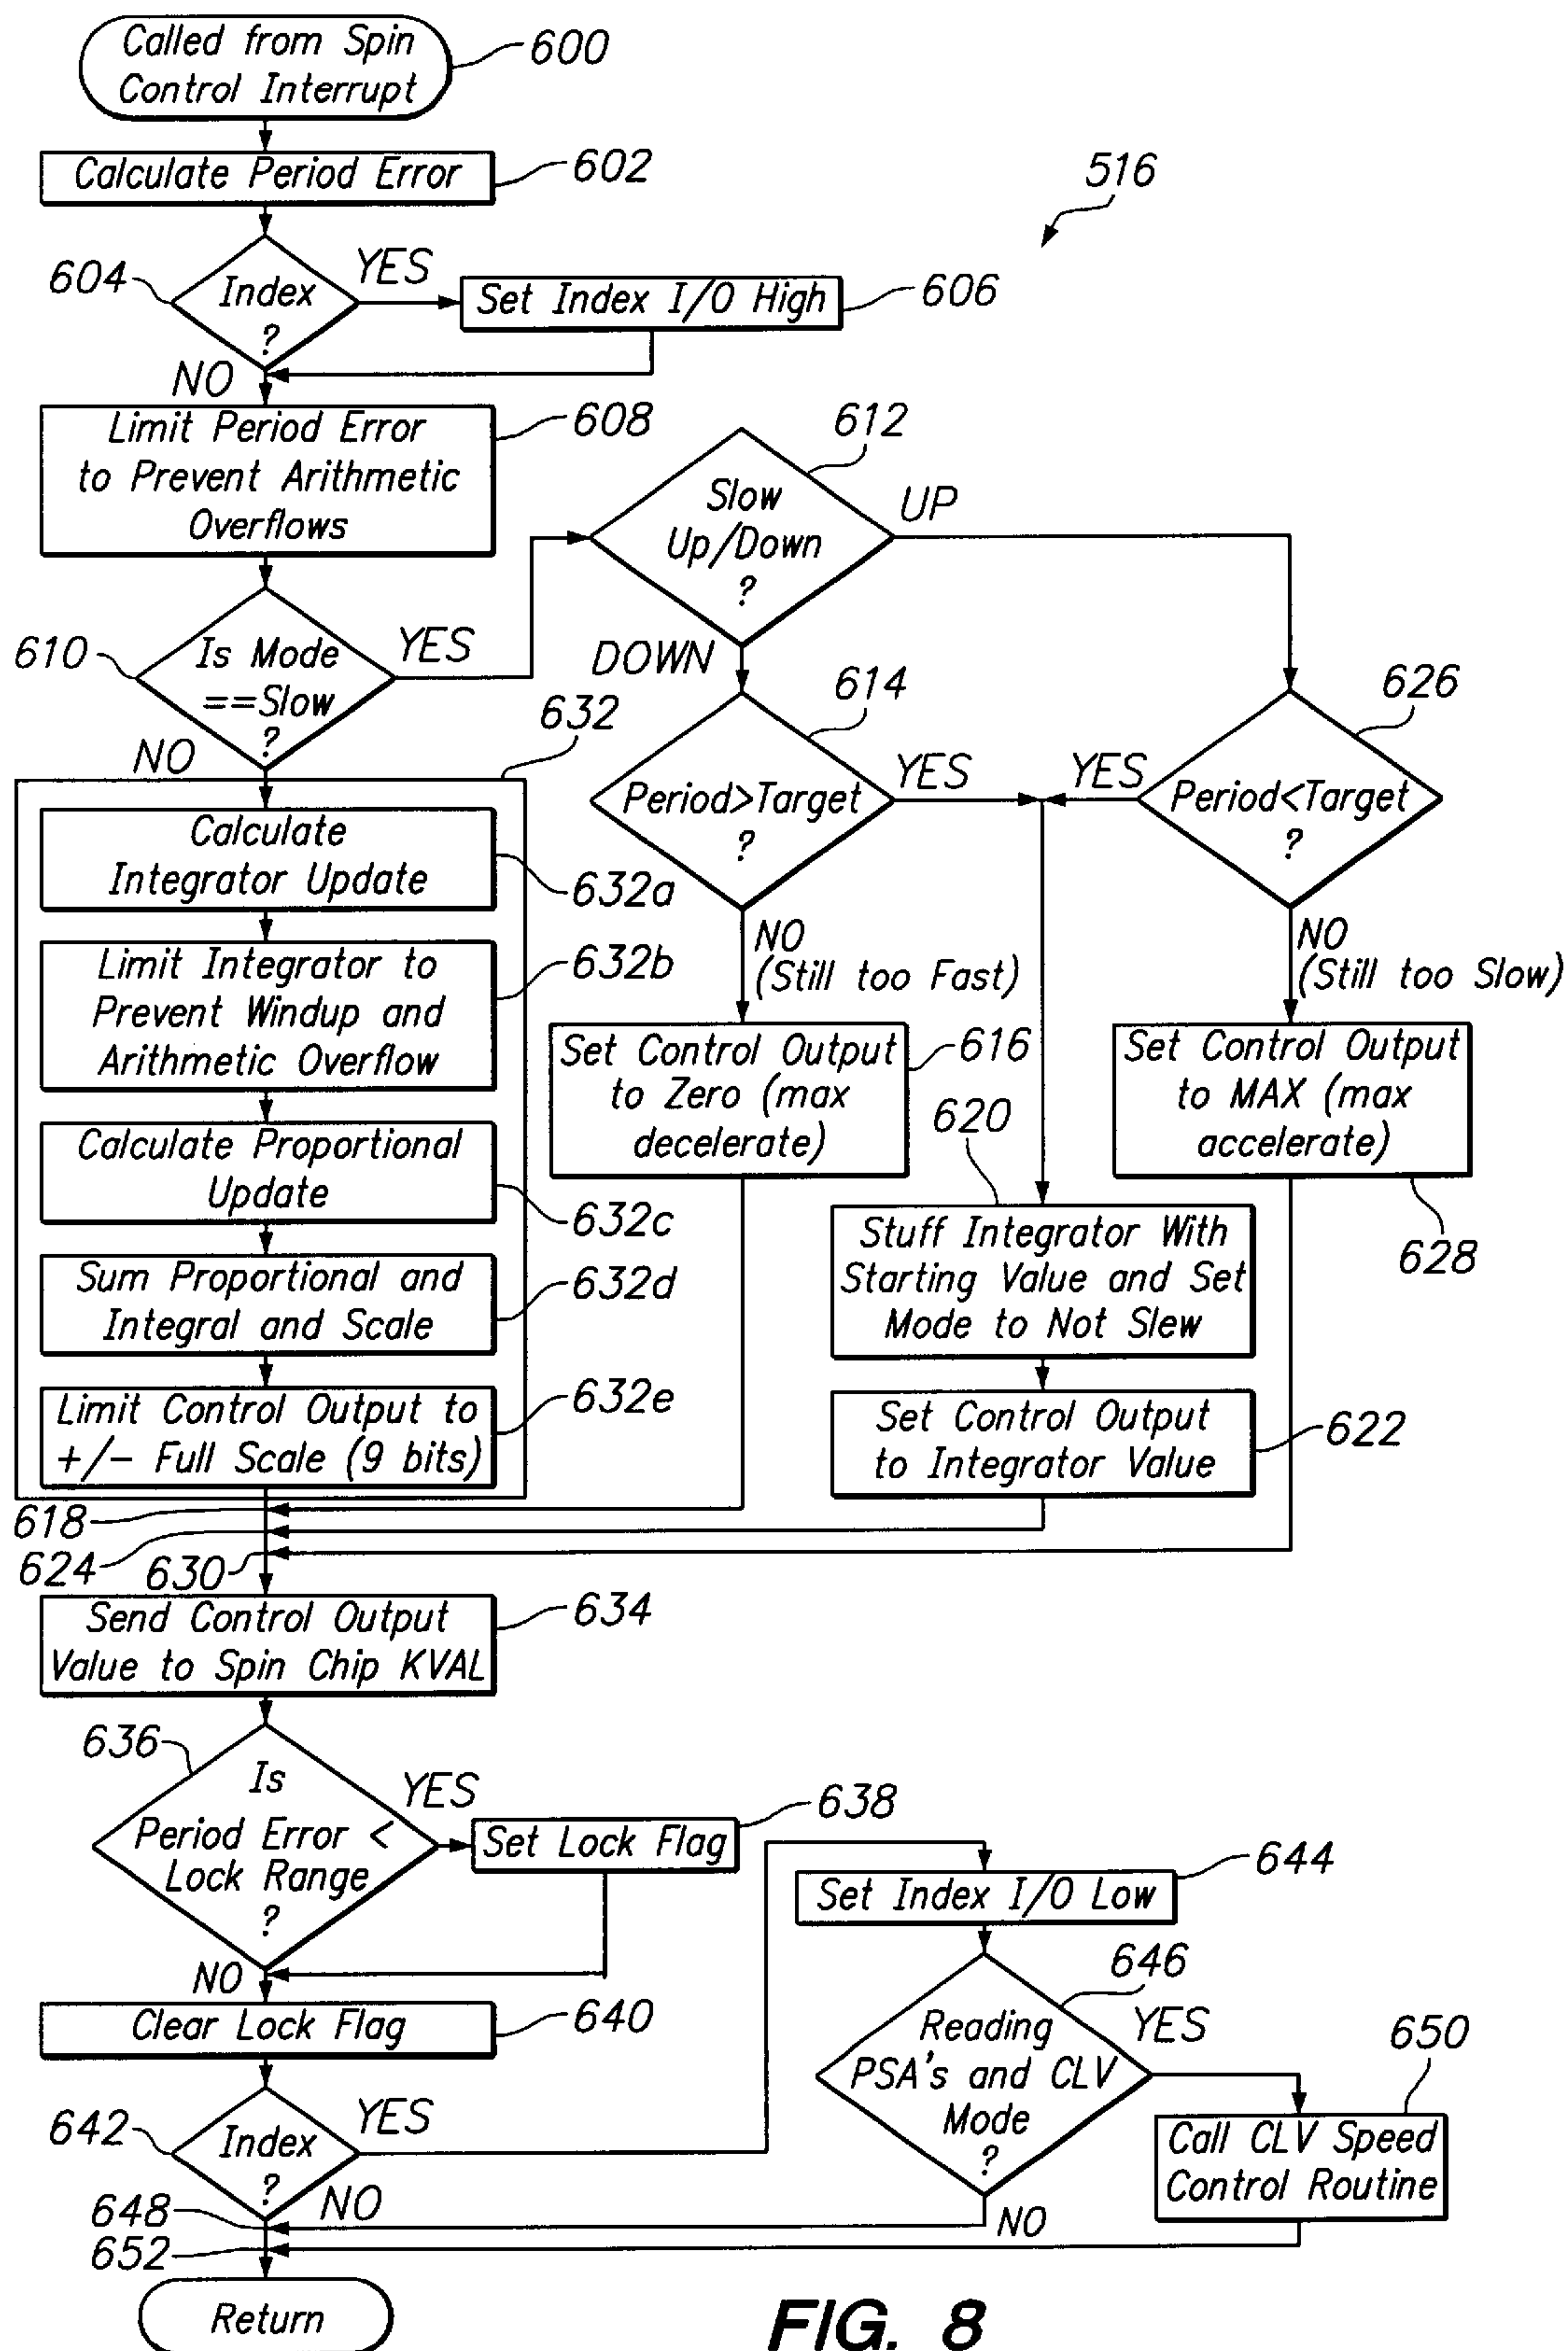 Called from Spin
Control Interrupt
600
Calculate Period Error
602
516
604
Index
?
YES
Set Index I/O High
606
NO
Limit Period Error
to Prevent Arithmetic
Overflows
608
612
Slow
Up/Down
?
UP
DOWN
610
Is Mode
==Slow
?
YES
NO
632
614
Period>Target
?
YES
626
Period<Target
?
YES
Calculate
Integrator Update
632a
Limit Integrator to
Prevent Windup and
Arithmetic Overflow
632b
Calculate Proportional
Update
632c
Sum Proportional and
Integral and Scale
632d
Limit Control Output to
+/- Full Scale (9 bits)
632e
NO
(Still too Fast)
Set Control Output
to Zero (max
decelerate)
616
NO
(Still too Slow)
Set Control Output
to MAX (max
accelerate)
628
620
Stuff Integrator With
Starting Value and Set
Mode to Not Slew
Set Control Output
to Integrator Value
622
618
624
630
Send Control Output
Value to Spin Chip KVAL
634
636
Is
Period Error <
Lock Range
?
YES
Set Lock Flag
638
NO
Clear Lock Flag
640
642
Index
?
YES
NO
Set Index I/O Low
644
646
Reading
PSA's and CLV
Mode
?
YES
NO
650
Call CLV Speed
Control Routine
648
652
Return
FIG. 8